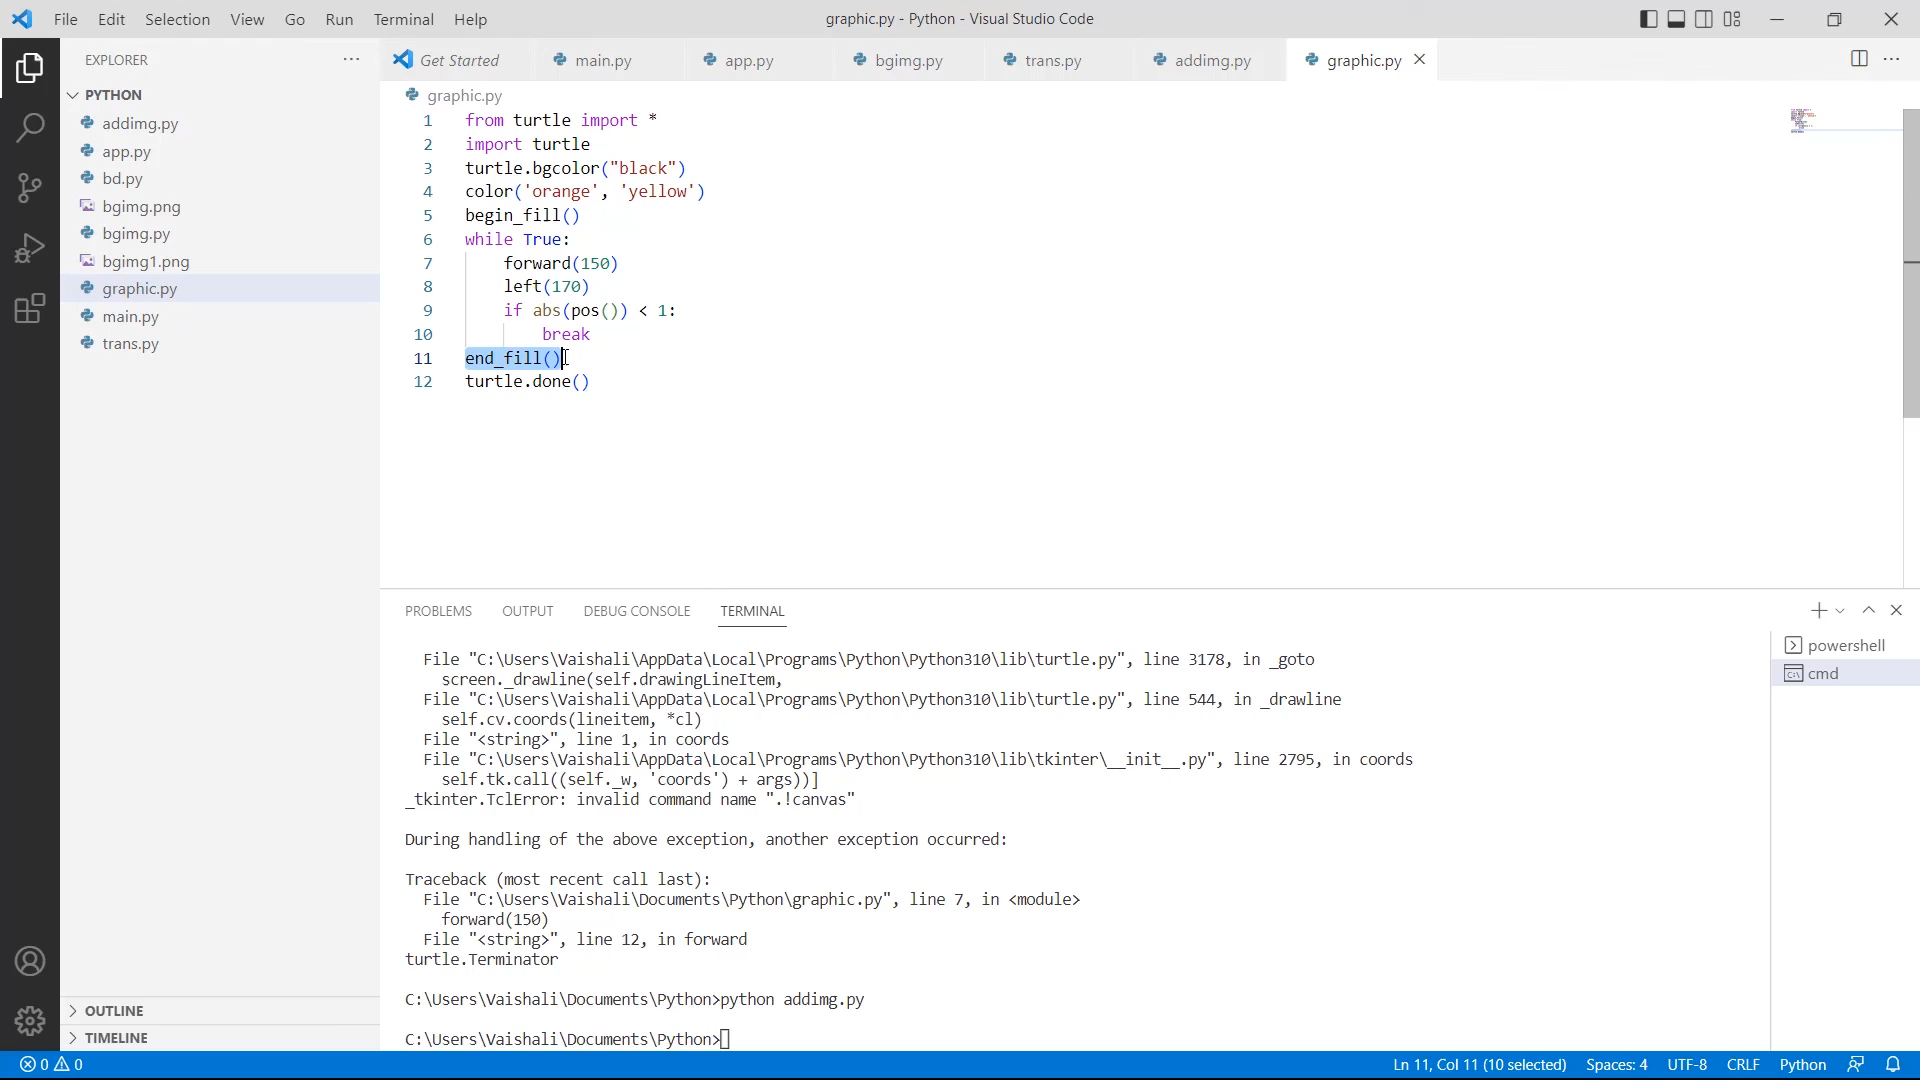 File Edit Selection View Go Run Terminal Help
graphic.py - Python - Visual Studio Code
EXPLORER
PYTHON
addimg.py
app.py
bd.py
bgimg.png
bgimg.py
bgimg1.png
graphic.py
main.py
trans.py
OUTLINE
TIMELINE
Get Started main.py app.py bgimg.py trans.py addimg.py graphic.py
graphic.py
1 from turtle import *
2 import turtle
3 turtle.bgcolor("black")
4 color('orange', 'yellow')
5 begin_fill()
6 while True:
7 forward(150)
8 left(170)
9 if abs(pos()) < 1:
10 break
11 end_fill()
12 turtle.done()
PROBLEMS OUTPUT DEBUG CONSOLE TERMINAL
File "C:\Users\Vaishali\AppData\Local\Programs\Python\Python310\lib\turtle.py", line 3178, in _goto
screen._drawline(self.drawingLineItem,
File "C:\Users\Vaishali\AppData\Local\Programs\Python\Python310\lib\turtle.py", line 544, in _drawline
self.cv.coords(lineitem, *cl)
File "<string>", line 1, in coords
File "C:\Users\Vaishali\AppData\Local\Programs\Python\Python310\lib\tkinter\__init__.py", line 2795, in coords
self.tk.call((self._w, 'coords') + args))]
_tkinter.TclError: invalid command name ".!canvas"
During handling of the above exception, another exception occurred:
Traceback (most recent call last):
File "C:\Users\Vaishali\Documents\Python\graphic.py", line 7, in <module>
forward(150)
File "<string>", line 12, in forward
turtle.Terminator
C:\Users\Vaishali\Documents\Python>python addimg.py
C:\Users\Vaishali\Documents\Python>
powershell
cmd
0 0
Ln 11, Col 11 (10 selected) Spaces: 4 UTF-8 CRLF Python